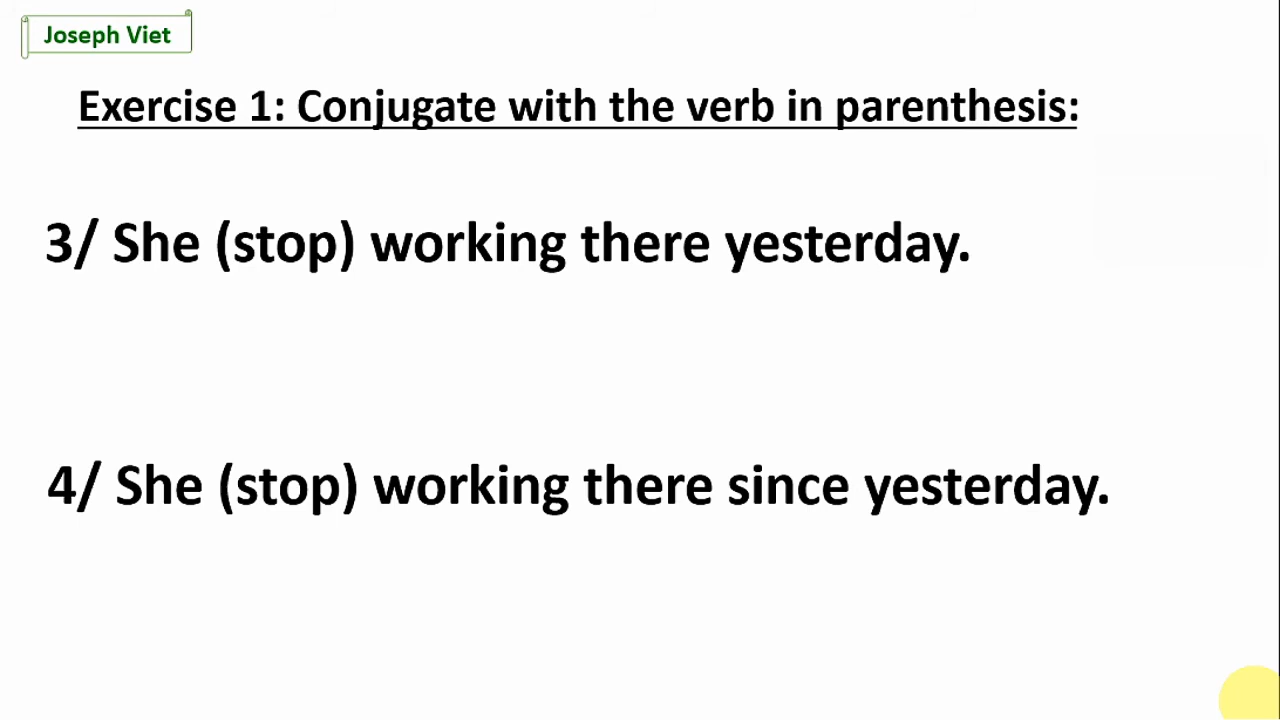 Joseph Viet
Exercise 1: Conjugate with the verb in parenthesis:
3/ She (stop) working there yesterday.
4/ She (stop) working there since yesterday.